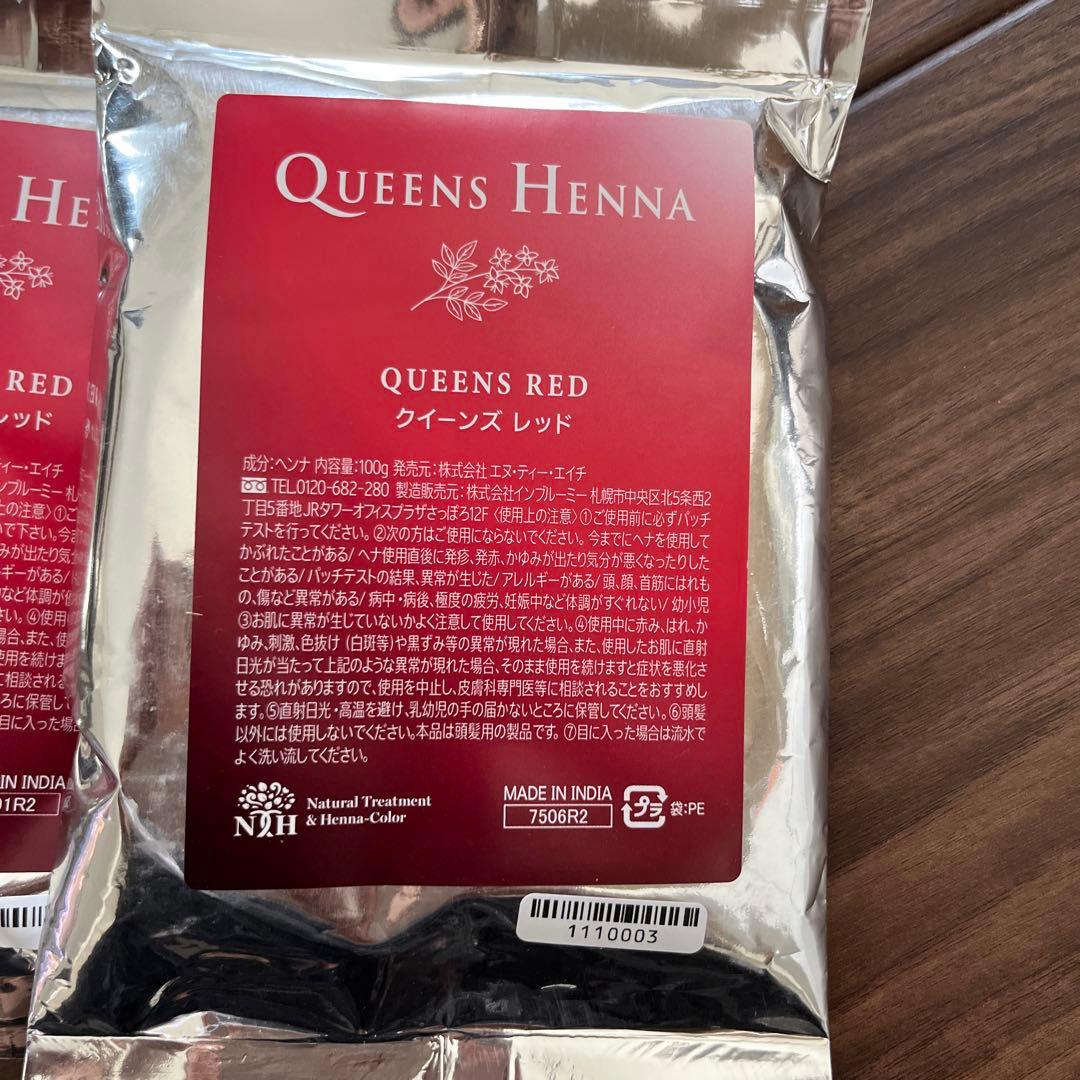 QUEENS HENNA
QUEENS RED
クイーンズ レッド
成分:ヘンナ 内容量:100g 発売元:株式会社 エヌ・ティー・エイチ
TEL.0120-682-280 製造販売元:株式会社インブルーミー 札幌市中央区北5条西2
丁目5番地JRタワーオフィスプラザさっぽろ12F 〈使用上の注意〉①ご使用前に必ずパッチ
テストを行ってください。②次の方はご使用にならないでください。今までにヘナを使用して
かぶれたことがある/ ヘナ使用直後に発疹、発赤、かゆみが出たり気分が悪くなったりした
ことがある/ パッチテストの結果、異常が生じた/ アレルギーがある/ 頭、顔、首筋にはれも
の、傷など異常がある/ 病中・病後、極度の疲労、妊娠中など体調がすぐれない/ 幼小児
③お肌に異常が生じていないかよく注意して使用してください。④使用中に赤み、はれ、か
ゆみ、刺激、色抜け (白斑等)や黒ずみ等の異常が現れた場合、また、使用したお肌に直射
日光が当たって上記のような異常が現れた場合、そのまま使用を続けますと症状を悪化さ
せる恐れがありますので、使用を中止し、皮膚科専門医等に相談されることをおすすめし
ます。⑤直射日光・高温を避け、乳幼児の手の届かないところに保管してください。⑥頭髪
以外には使用しないでください。本品は頭髪用の製品です。⑦目に入った場合は流水で
よく洗い流してください。
NTH Natural Treatment
& Henna-Color
MADE IN INDIA
7506R2
プラ 袋:PE
1110003
HE
RED
レッド
ティー・エイチ
IN INDIA
01R2